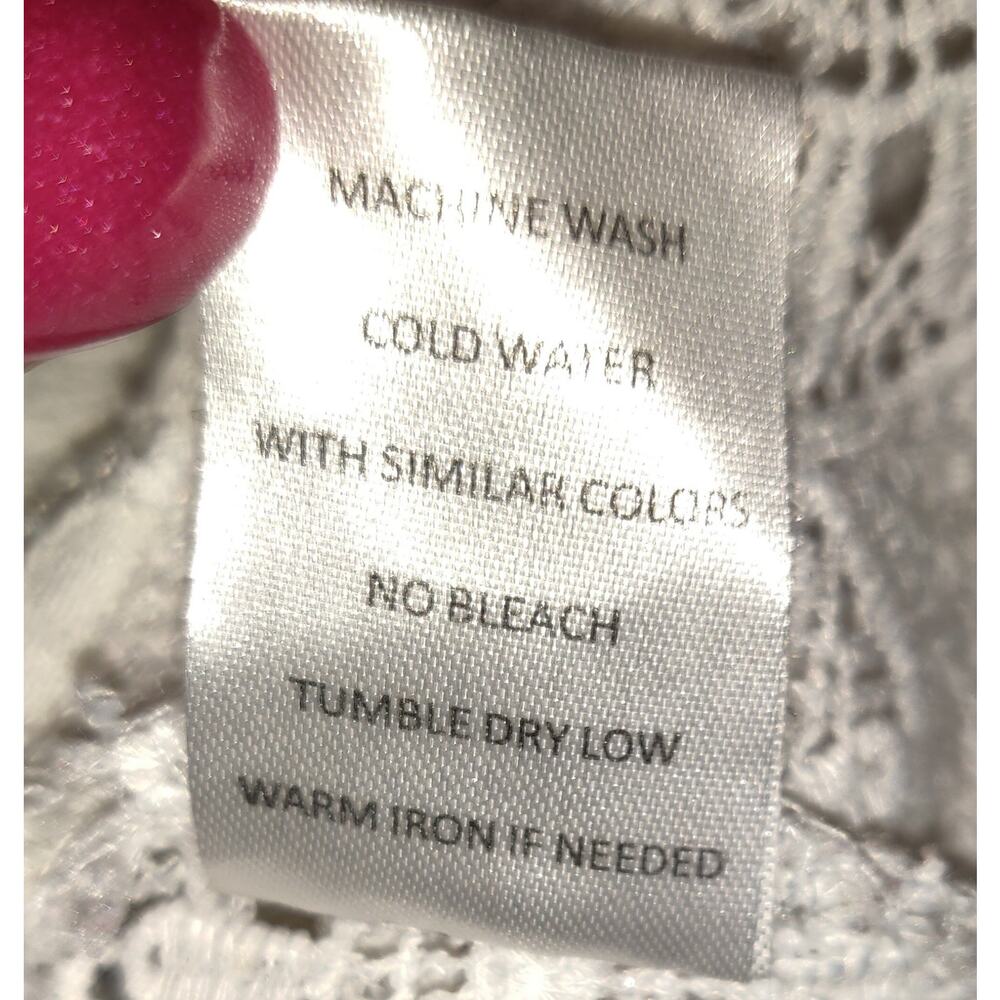 MACHINE WASH
COLD WATER
WITH SIMILAR COLORS
NO BLEACH
TUMBLE DRY LOW
WARM IRON IF NEEDED